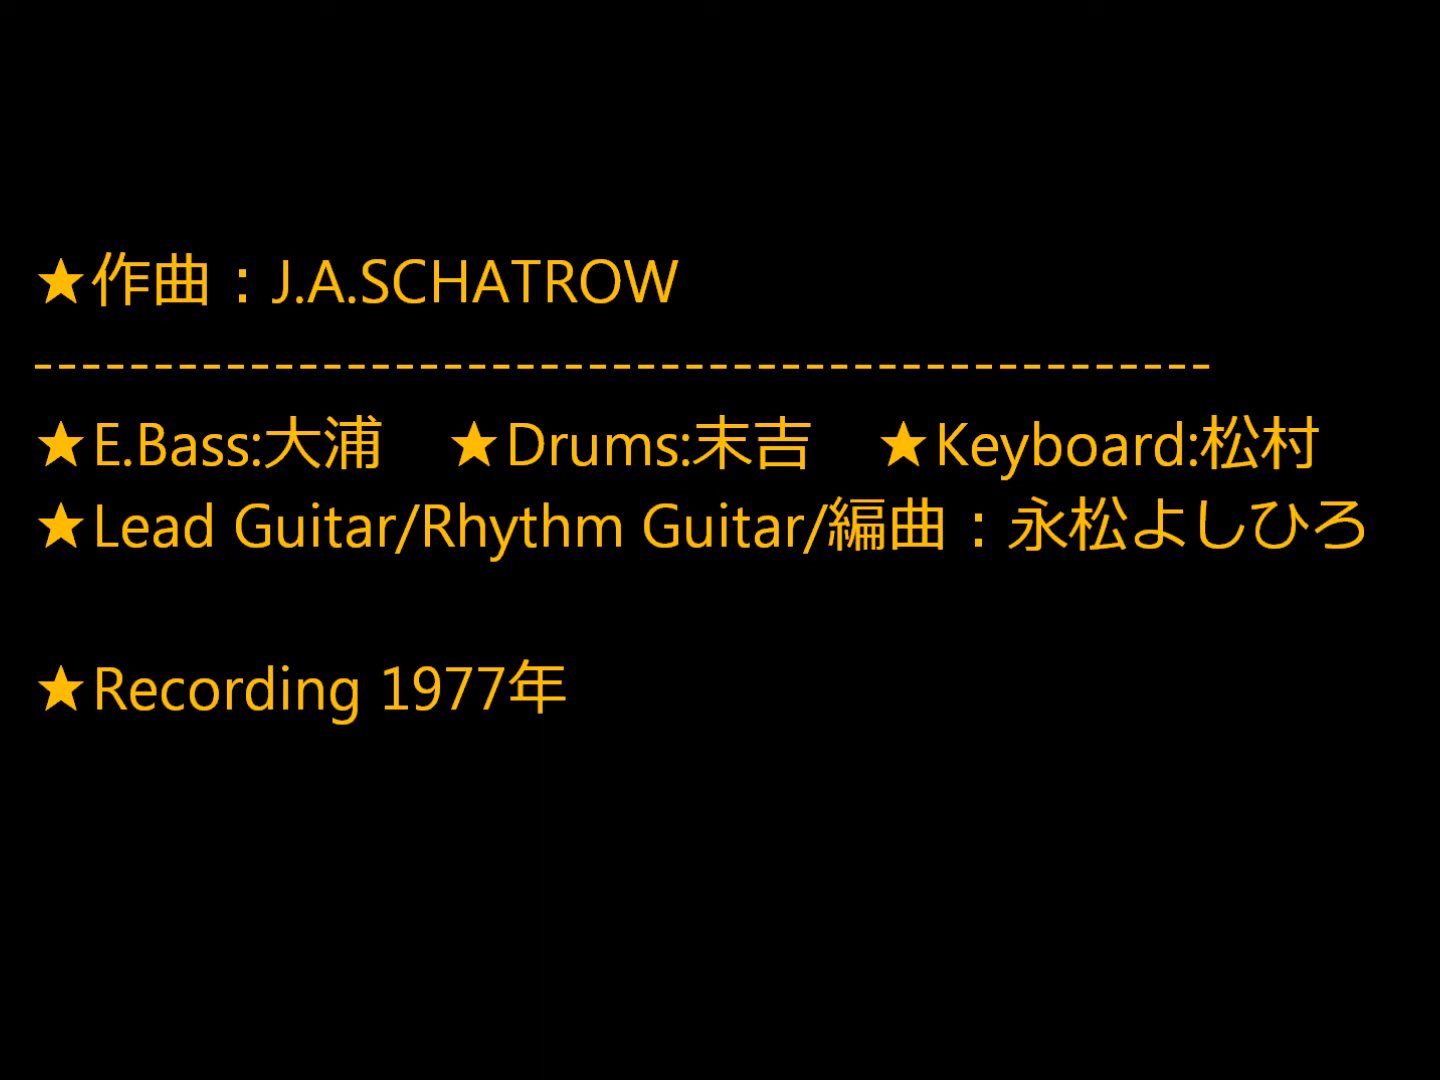 ★作曲：J.A.SCHATROW
-------------------------------------------------
★E.Bass:大浦　★Drums:末吉　★Keyboard:松村
★Lead Guitar/Rhythm Guitar/編曲：永松よしひろ
★Recording 1977年